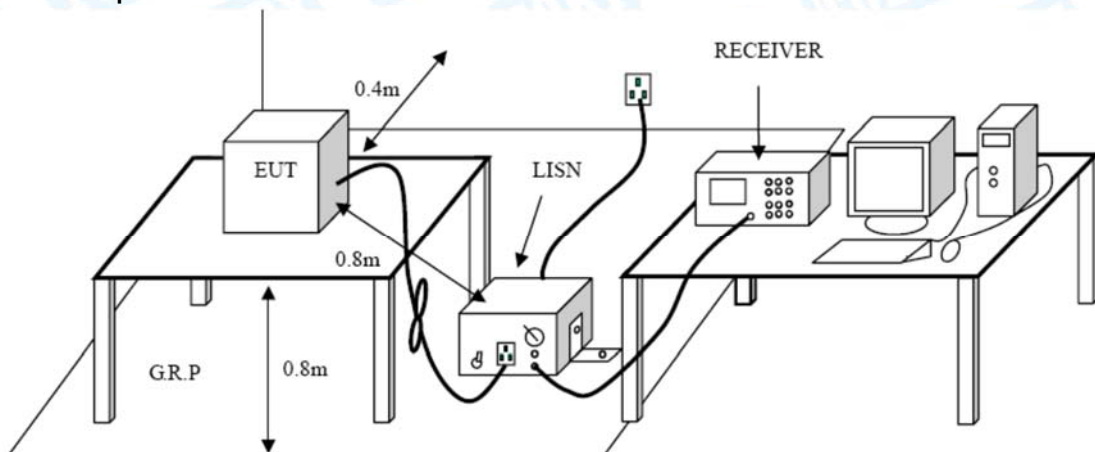 RECEIVER
0.4m
EUT
LISN
0.8m
G.R.P
0.8m